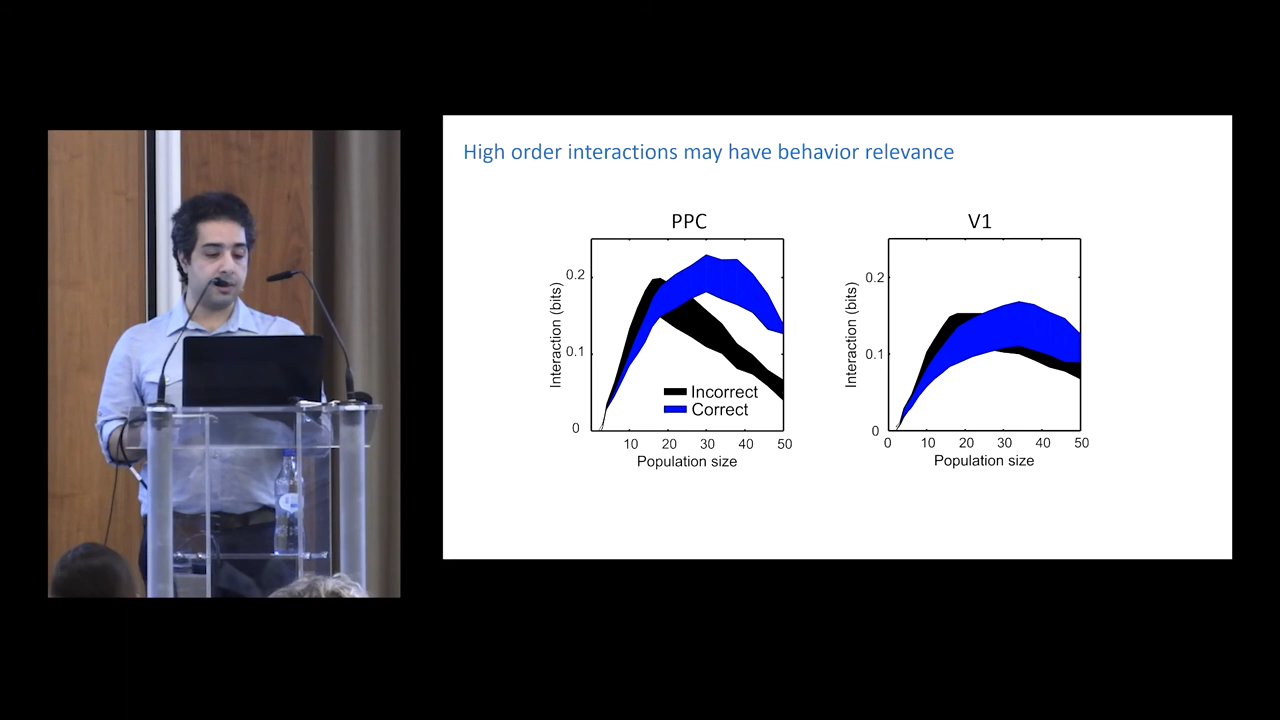 High order interactions may have behavior relevance
PPC
V1
0.2
0.1
0
Interaction (bits)
Incorrect
Correct
10 20 30 40 50
Population size
0.2
0.1
0
Interaction (bits)
0 10 20 30 40 50
Population size